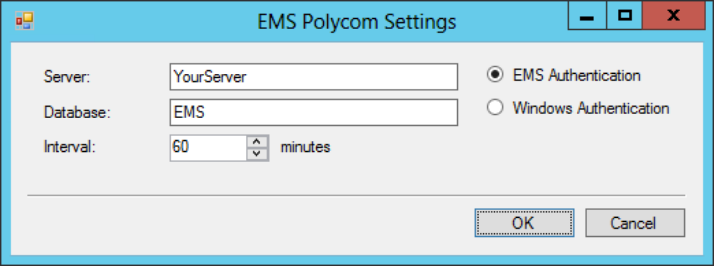 EMS Polycom Settings
Server: YourServer
EMS Authentication
Database: EMS
Windows Authentication
Interval: 60 minutes
OK Cancel